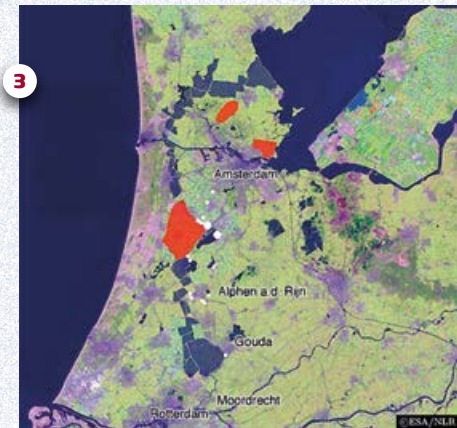 3
Amsterdam
Alphen a.d. Rijn
Gouda
Moordrecht
Rotterdam
©ESA/NLR